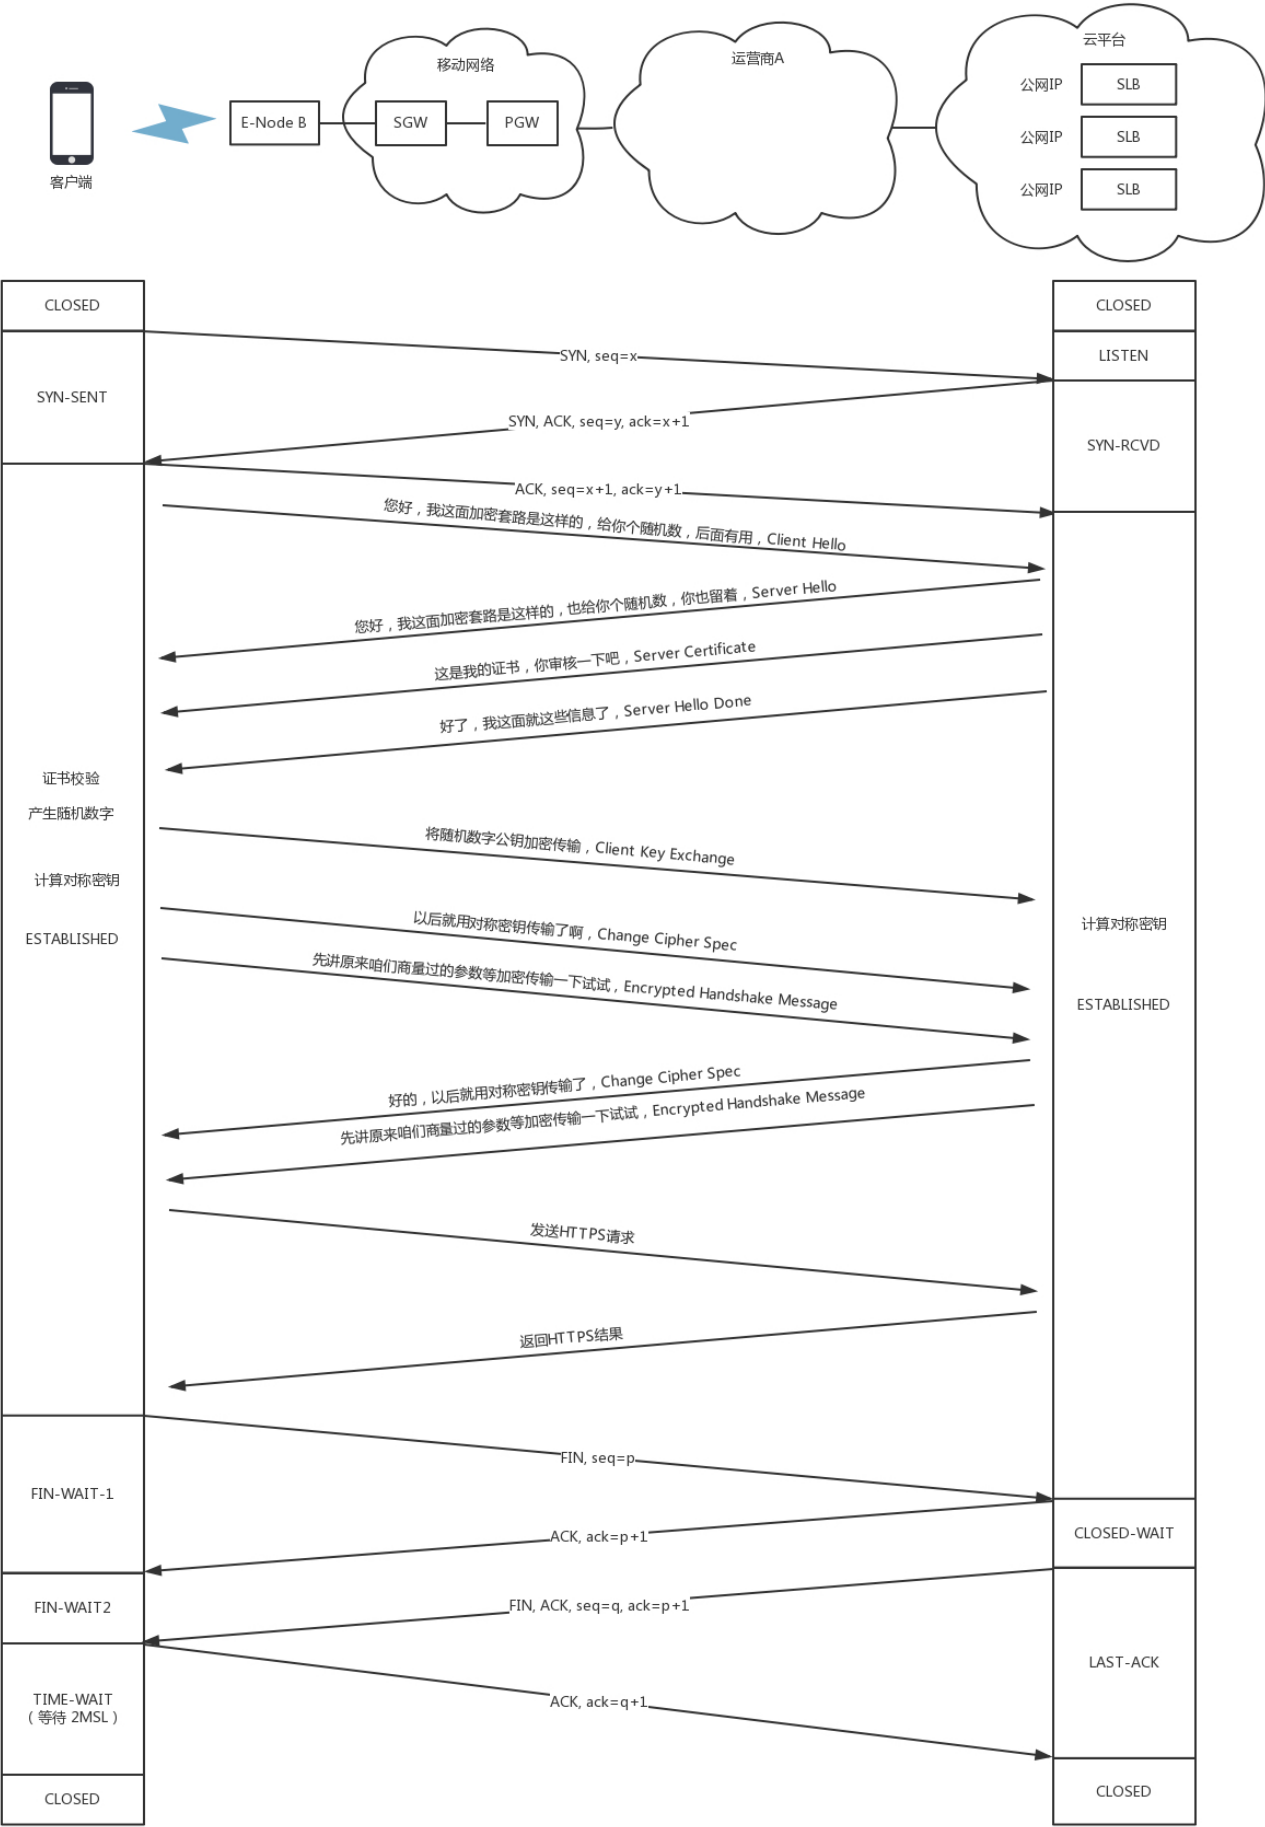 移动网络
运营商A
云平台
公网IP
SLB
公网IP
SLB
公网IP
SLB
E-Node B
SGW
PGW
客户端
CLOSED
CLOSED
SYN, seq=x
LISTEN
SYN-SENT
SYN, ACK, seq=y, ack=x+1
SYN-RCVD
ACK, seq=x+1, ack=y+1
您好，我这面加密套路是这样的，给你个随机数，后面有用，Client Hello
您好，我这面加密套路是这样的，也给你个随机数，你也留着，Server Hello
这是我的证书，你审核一下吧，Server Certificate
好了，我这面就这些信息了，Server Hello Done
证书校验
产生随机数字
将随机数字公钥加密传输，Client Key Exchange
计算对称密钥
以后就用对称密钥传输了啊，Change Cipher Spec
计算对称密钥
ESTABLISHED
先讲原来咱们商量过的参数等加密传输一下试试，Encrypted Handshake Message
ESTABLISHED
好的，以后就用对称密钥传输了，Change Cipher Spec
先讲原来咱们商量过的参数等加密传输一下试试，Encrypted Handshake Message
发送HTTPS请求
返回HTTPS结果
FIN, seq=p
FIN-WAIT-1
CLOSED-WAIT
ACK, ack=p+1
FIN-WAIT2
FIN, ACK, seq=q, ack=p+1
LAST-ACK
TIME-WAIT
（等待 2MSL）
ACK, ack=q+1
CLOSED
CLOSED